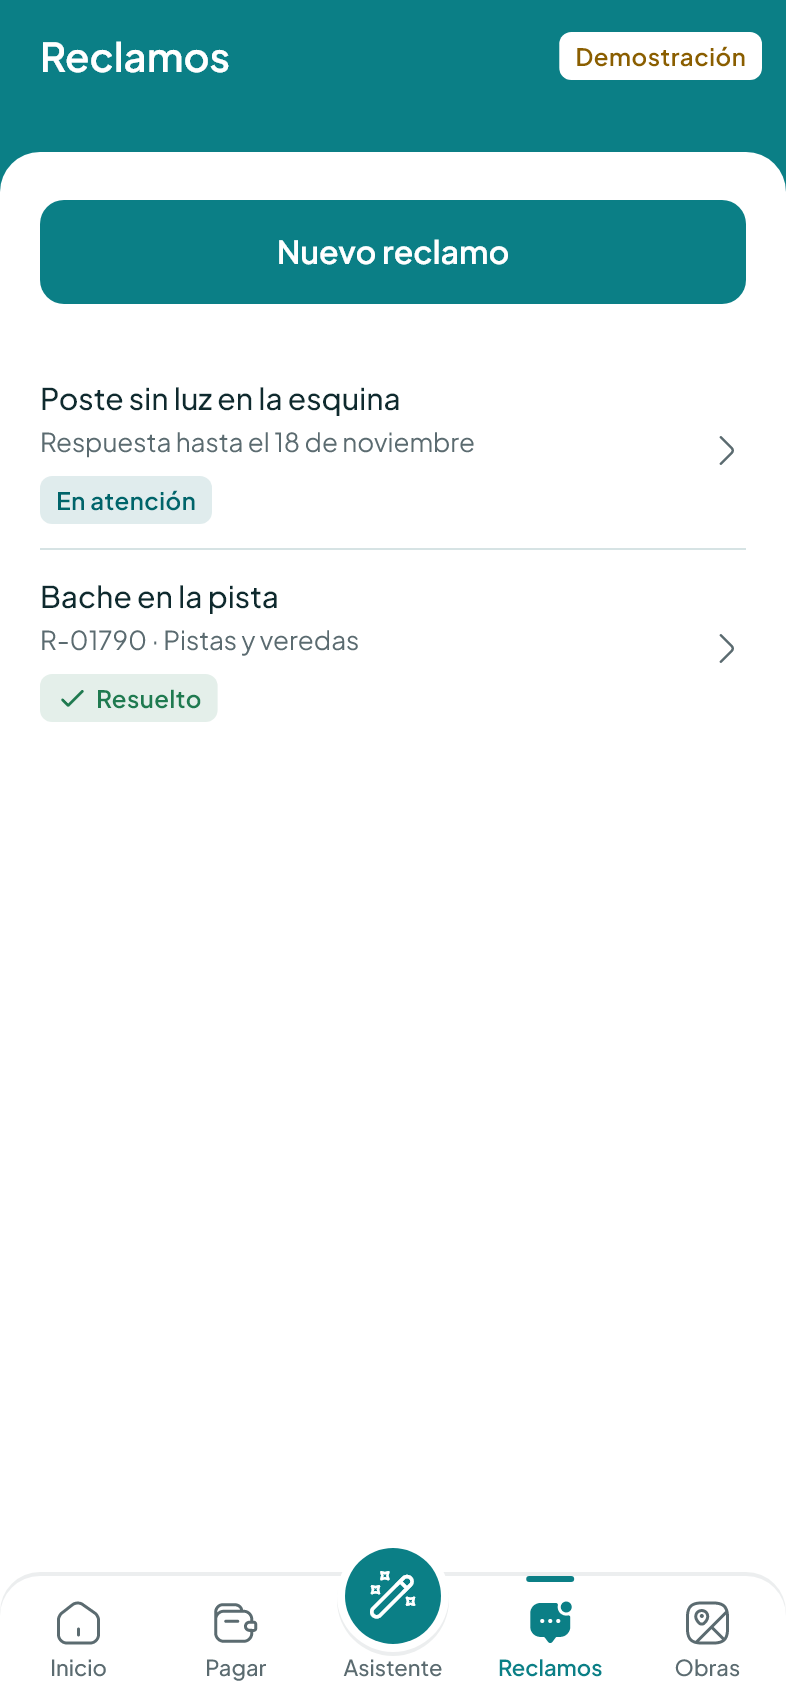 Reclamos
Demostración
Nuevo reclamo
Poste sin luz en la esquina
Respuesta hasta el 18 de noviembre
En atención
Bache en la pista
R-01790 · Pistas y veredas
Resuelto
Inicio
Pagar
Asistente
Reclamos
Obras